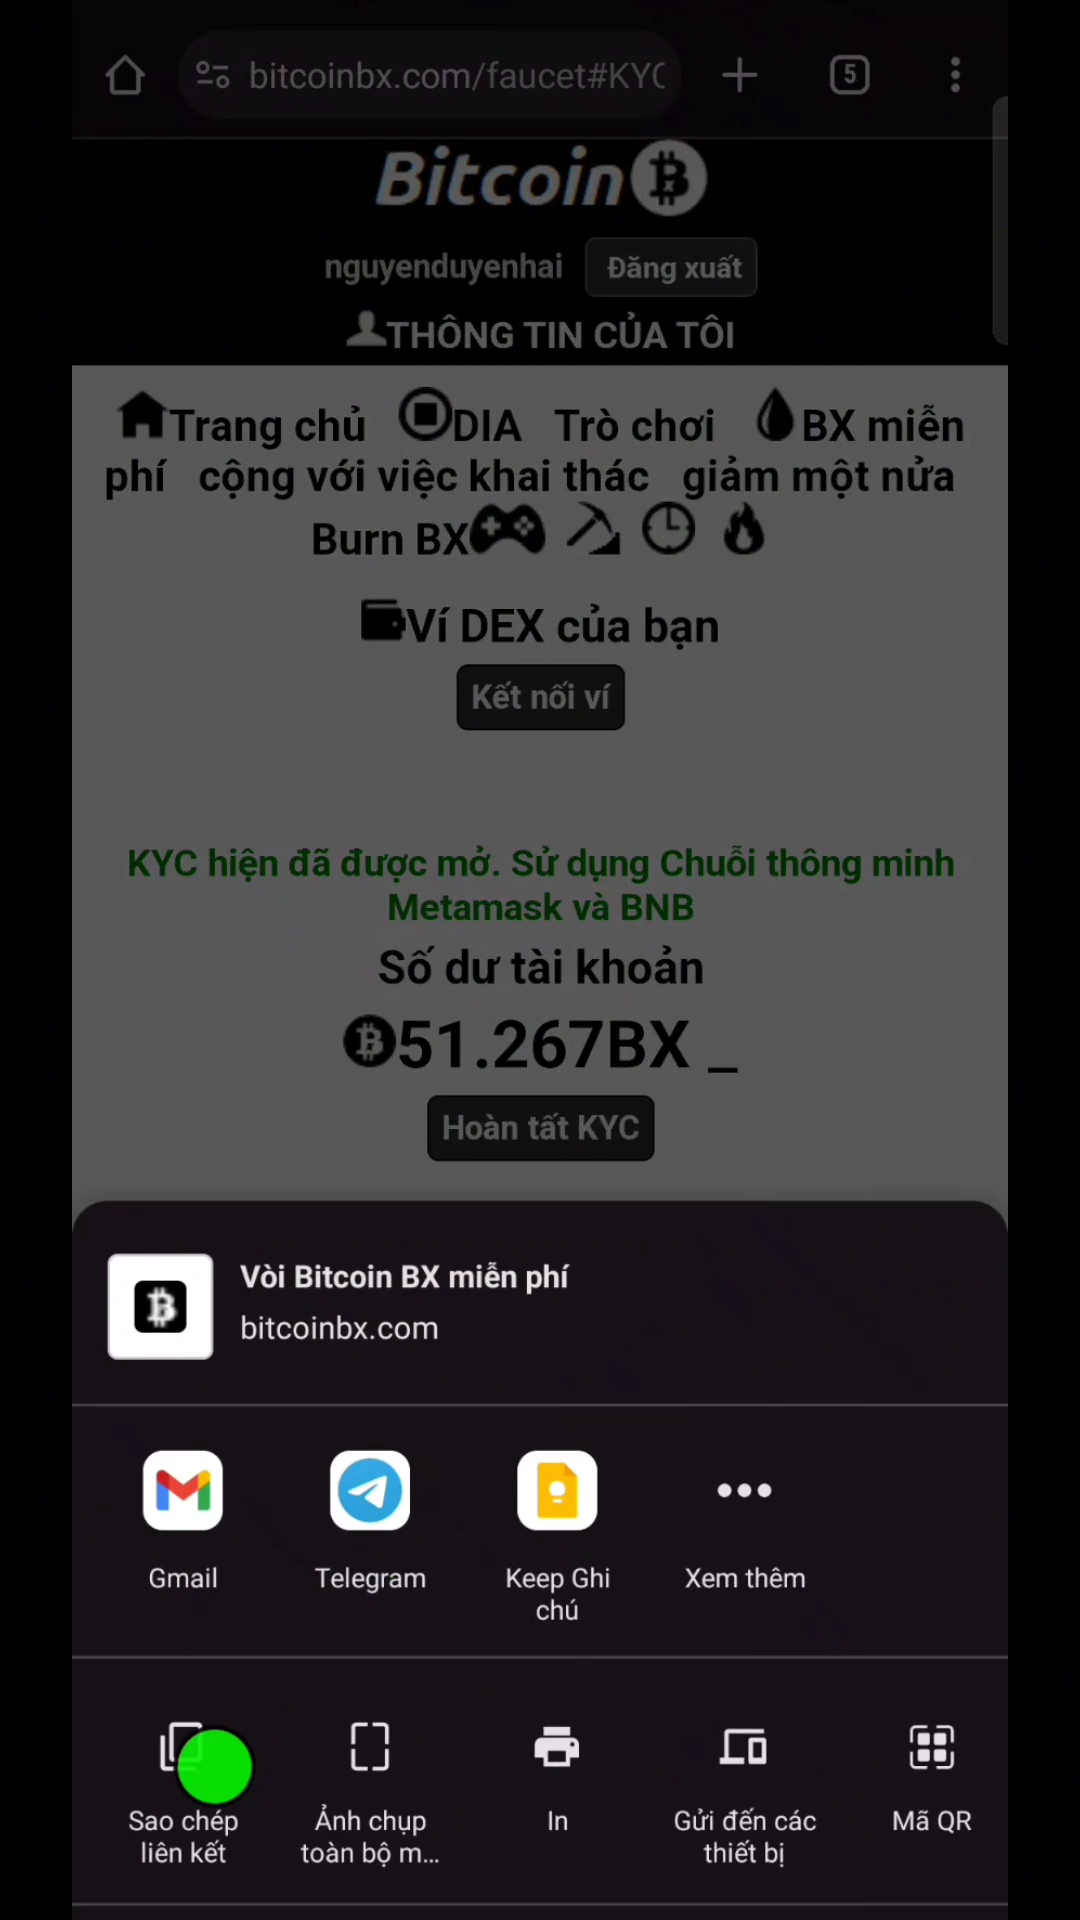 bitcoinbx.com/faucet#KYC
5
Bitcoin
nguyenduyenhai Đăng xuất
THÔNG TIN CỦA TÔI
Trang chủ DIA Trò chơi BX miễn
phí cộng với việc khai thác giảm một nửa
Burn BX
Ví DEX của bạn
Kết nối ví
KYC hiện đã được mở. Sử dụng Chuỗi thông minh
Metamask và BNB
Số dư tài khoản
51.267BX _
Hoàn tất KYC
Vòi Bitcoin BX miễn phí
bitcoinbx.com
Gmail Telegram Keep Ghi chú Xem thêm
Sao chép liên kết Ảnh chụp toàn bộ m... In Gửi đến các thiết bị Mã QR